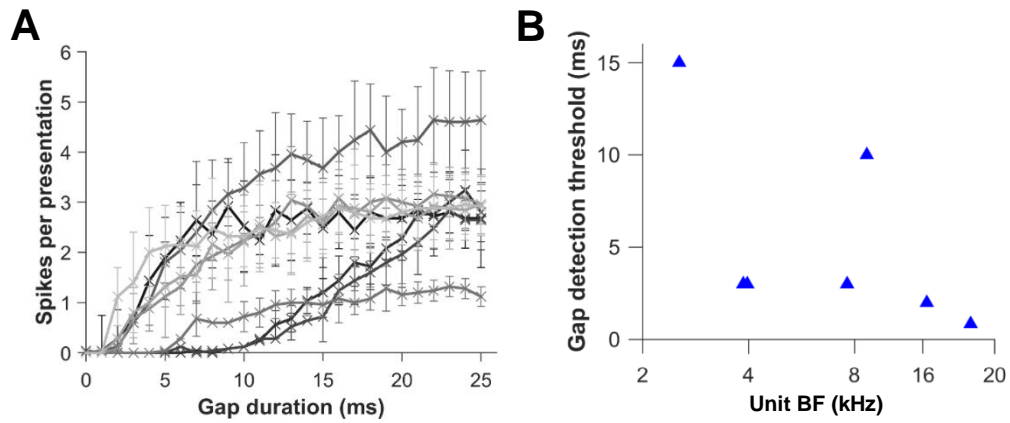 A
B
Spikes per presentation
6
5
4
3
2
1
0
0 5 10 15 20 25
Gap duration (ms)
Gap detection threshold (ms)
15
10
5
0
2 4 8 16 20
Unit BF (kHz)